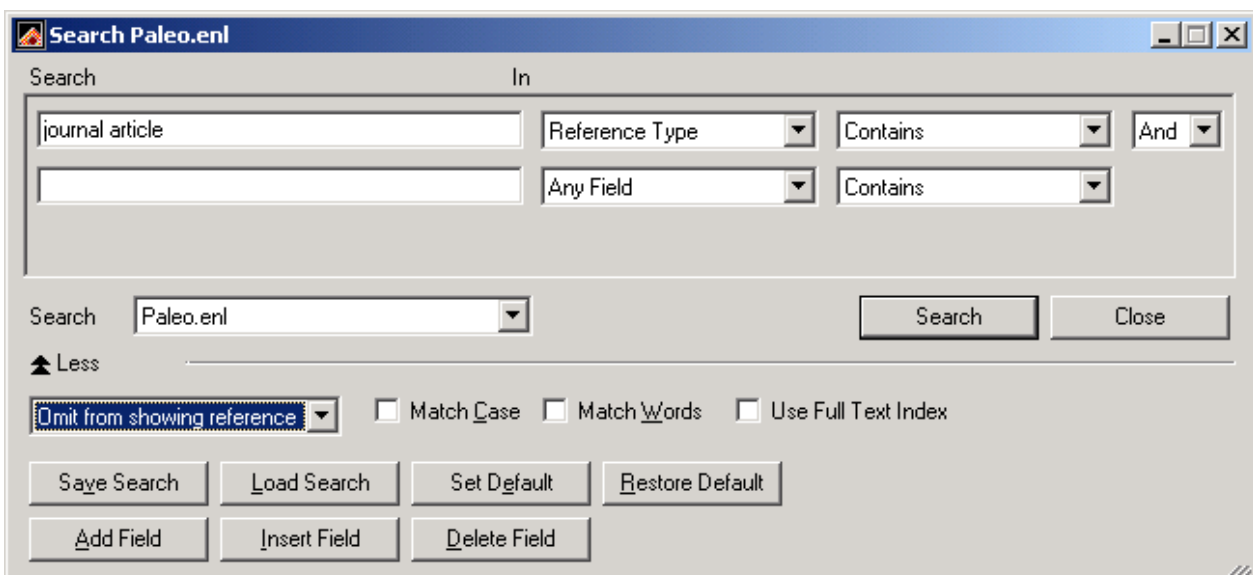 Search Paleo.enl
Search In
journal article Reference Type Contains And
Any Field Contains
Search Paleo.enl Search Close
Less
Omit from showing reference Match Case Match Words Use Full Text Index
Save Search Load Search Set Default Restore Default
Add Field Insert Field Delete Field